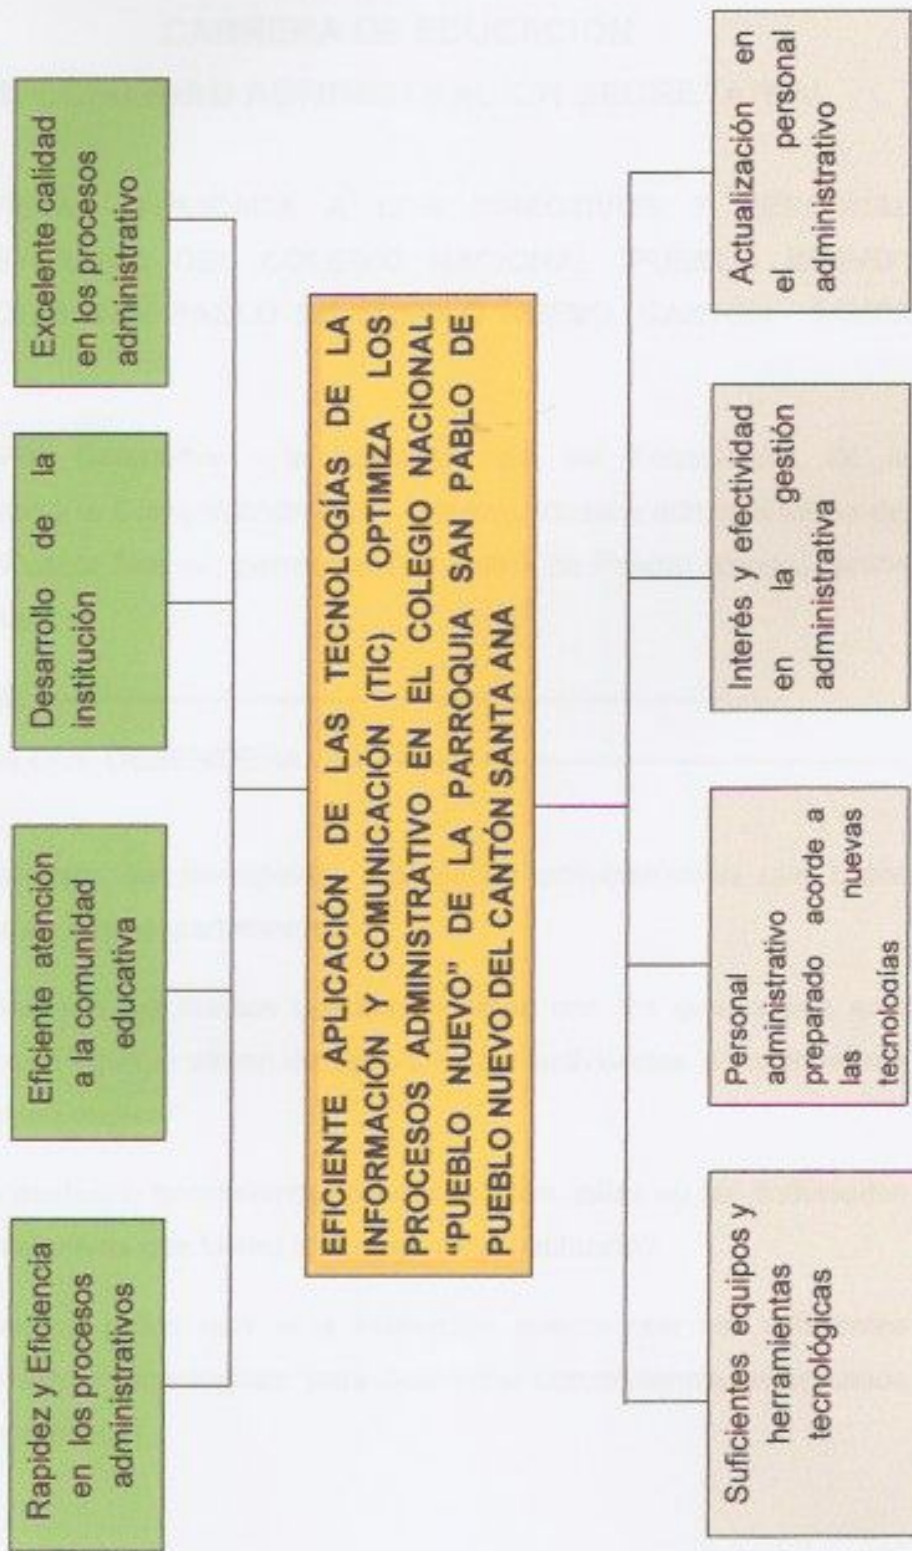 Rapidez y Eficiencia
en los procesos
administrativos
Eficiente atención
a la comunidad
educativa
Desarrollo de la
institución
Excelente calidad
en los procesos
administrativo
EFICIENTE APLICACIÓN DE LAS TECNOLOGÍAS DE LA
INFORMACIÓN Y COMUNICACIÓN (TIC) OPTIMIZA LOS
PROCESOS ADMINISTRATIVO EN EL COLEGIO NACIONAL
“PUEBLO NUEVO” DE LA PARROQUIA SAN PABLO DE
PUEBLO NUEVO DEL CANTÓN SANTA ANA
Suficientes equipos y
herramientas
tecnológicas
Personal
administrativo
preparado acorde a
las nuevas
tecnologías
Interés y efectividad
en la gestión
administrativa
Actualización en
el personal
administrativo